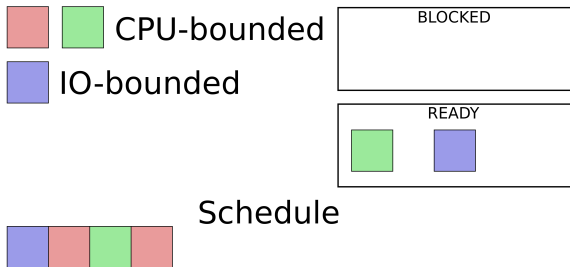 CPU-bounded
IO-bounded
BLOCKED
READY
Schedule